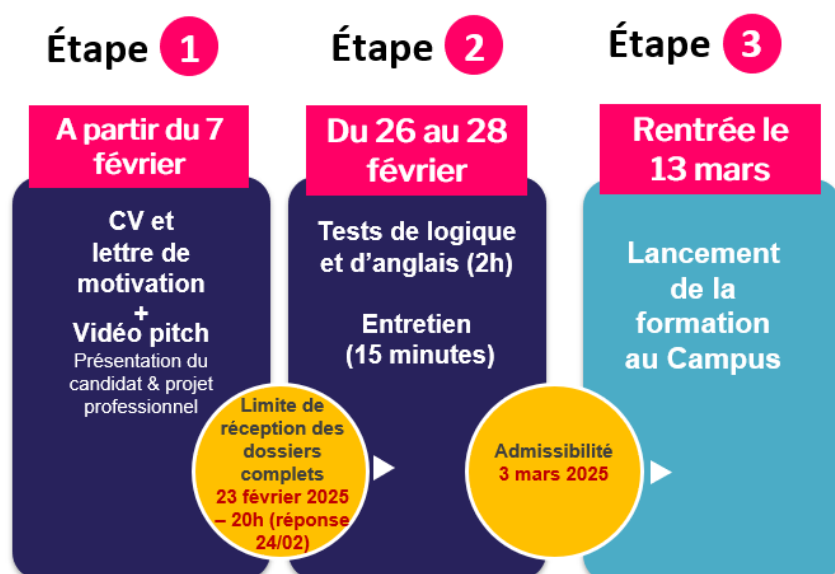 Étape 1
A partir du 7
février
CV et
lettre de
motivation
+
Vidéo pitch
Présentation du
candidat & projet
professionnel
Limite de
réception des
dossiers
complets
23 février 2025
– 20h (réponse
24/02)
Étape 2
Du 26 au 28
février
Tests de logique
et d'anglais (2h)
Entretien
(15 minutes)
Admissibilité
3 mars 2025
Étape 3
Rentrée le
13 mars
Lancement
de la
formation
au Campus